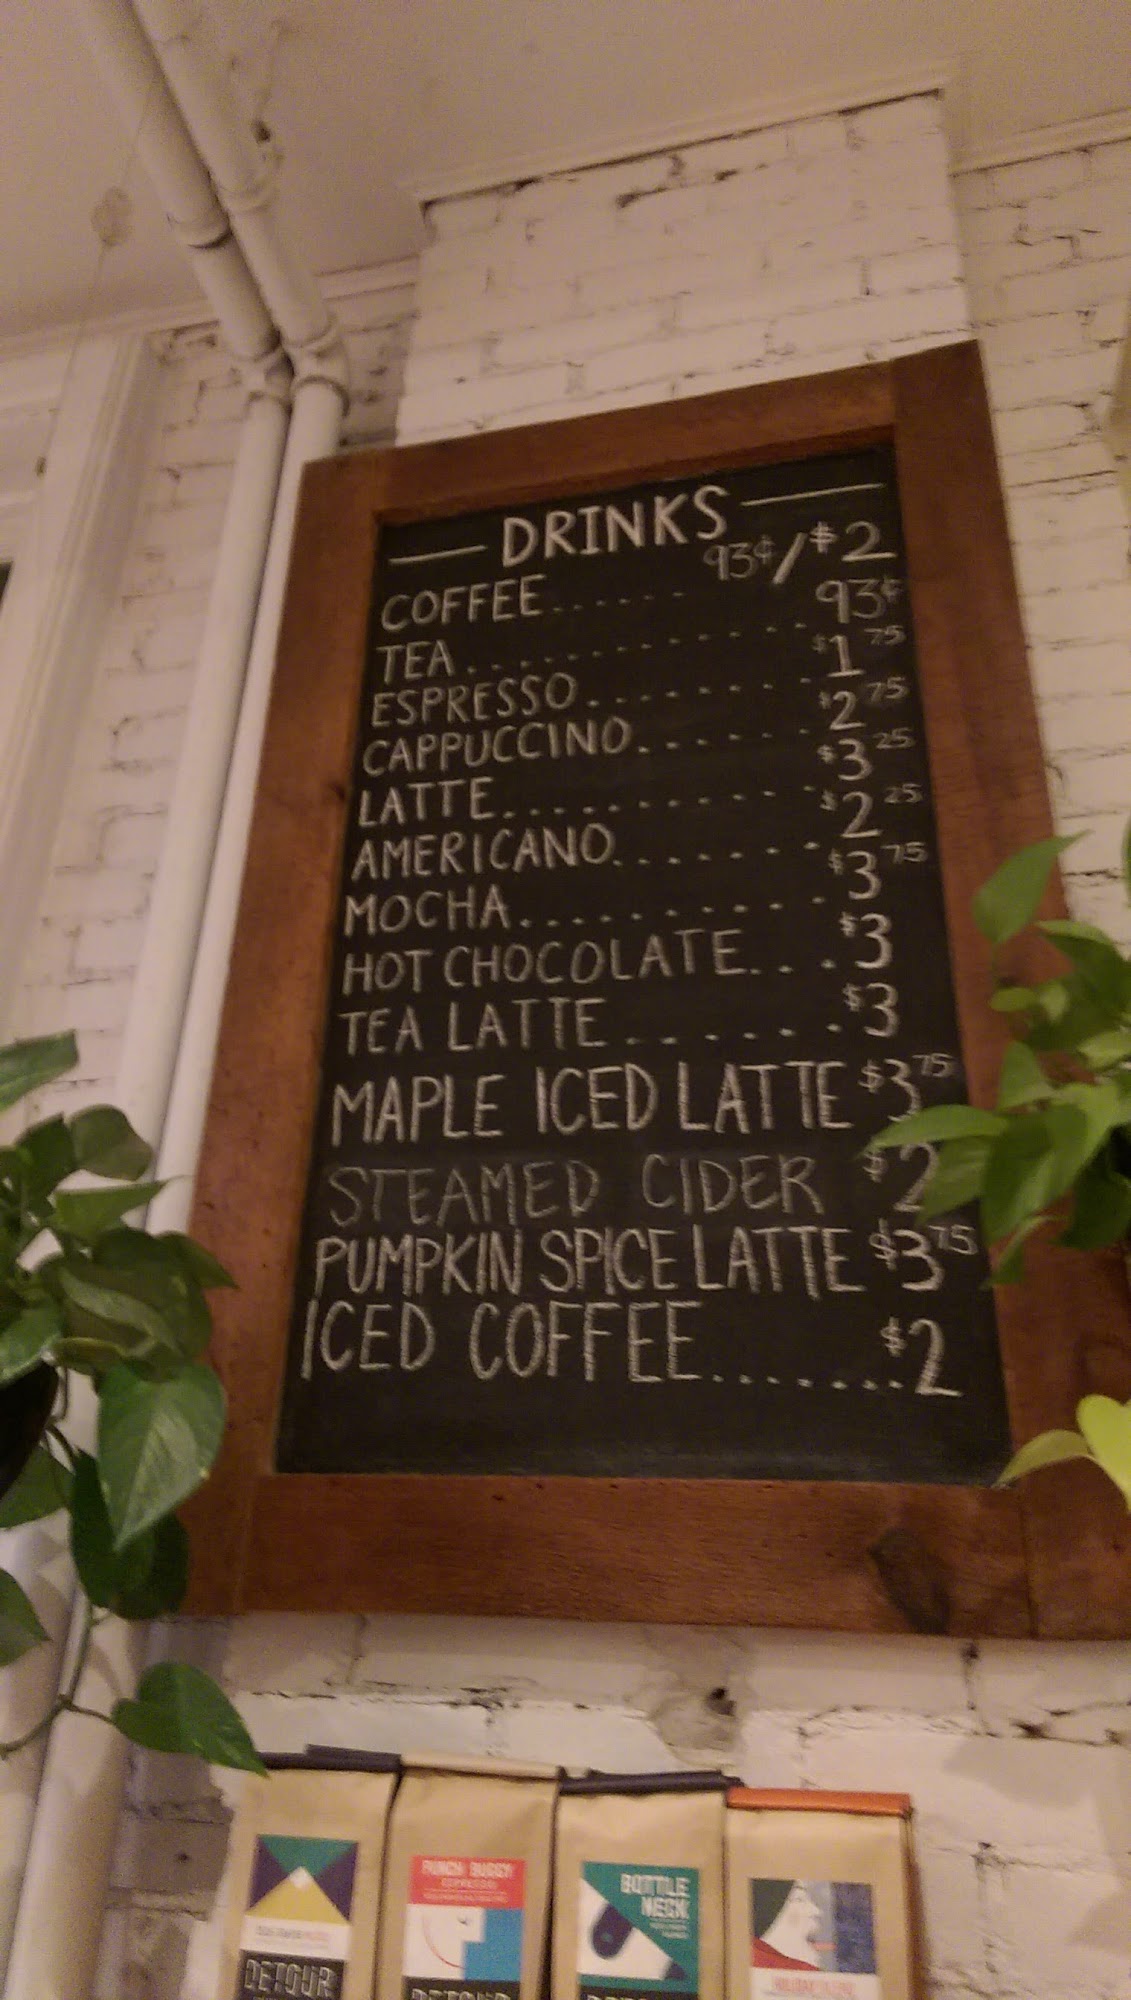 DRINKS
COFFEE...... 93¢/$2
TEA........... 93¢
ESPRESSO........ $1 75
CAPPUCCINO...... $2 75
LATTE.......... $3 25
AMERICANO....... $2 25
MOCHA.......... $3 75
HOT CHOCOLATE... $3
TEA LATTE...... $3
MAPLE ICED LATTE $3 75
STEAMED CIDER $2
PUMPKIN SPICE LATTE $3 75
ICED COFFEE....... $2
PUNCH BUGGY
ESPRESSO
BOTTLE
NECK
DETOUR
DETOUR